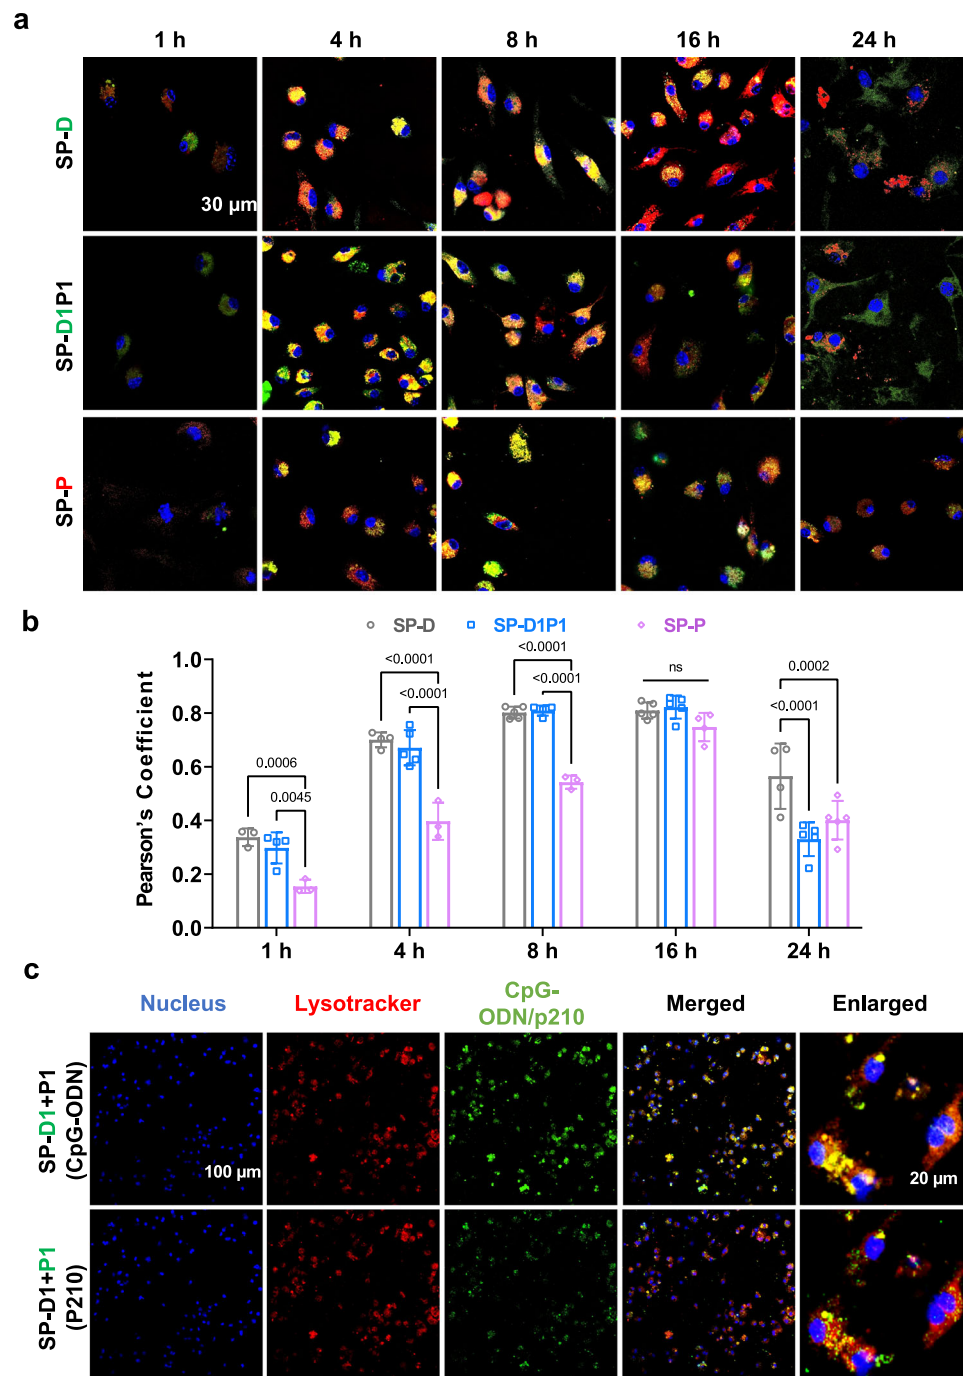 a
1 h 4 h 8 h 16 h 24 h
SP-D
30 µm
SP-D1P1
SP-P
b
SP-D SP-D1P1 SP-P
Pearson's Coefficient
1.0
0.8
0.6
0.4
0.2
0.0
0.0006
0.0045
<0.0001
<0.0001
<0.0001
<0.0001
ns
0.0002
<0.0001
1 h 4 h 8 h 16 h 24 h
c
Nucleus Lysotracker CpG-ODN/p210 Merged Enlarged
SP-D1+P1
(CpG-ODN)
100 µm
20 µm
SP-D1+P1
(P210)